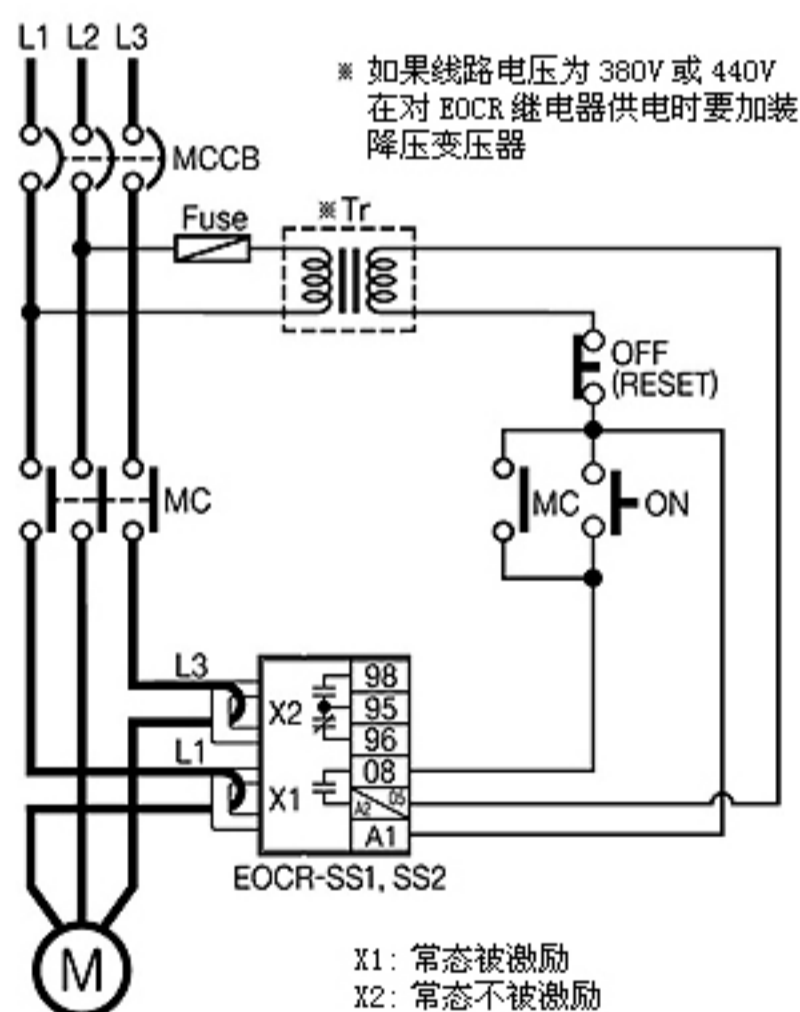 L1 L2 L3
※ 如果线路电压为 380V 或 440V
在对 EOCR 继电器供电时要加装
降压变压器
MCCB
Fuse
※Tr
OFF
(RESET)
MC
MC
ON
L3
X2
98
95
96
L1
X1
08
A2 05
A1
EOCR-SS1, SS2
M
X1: 常态被激励
X2: 常态不被激励